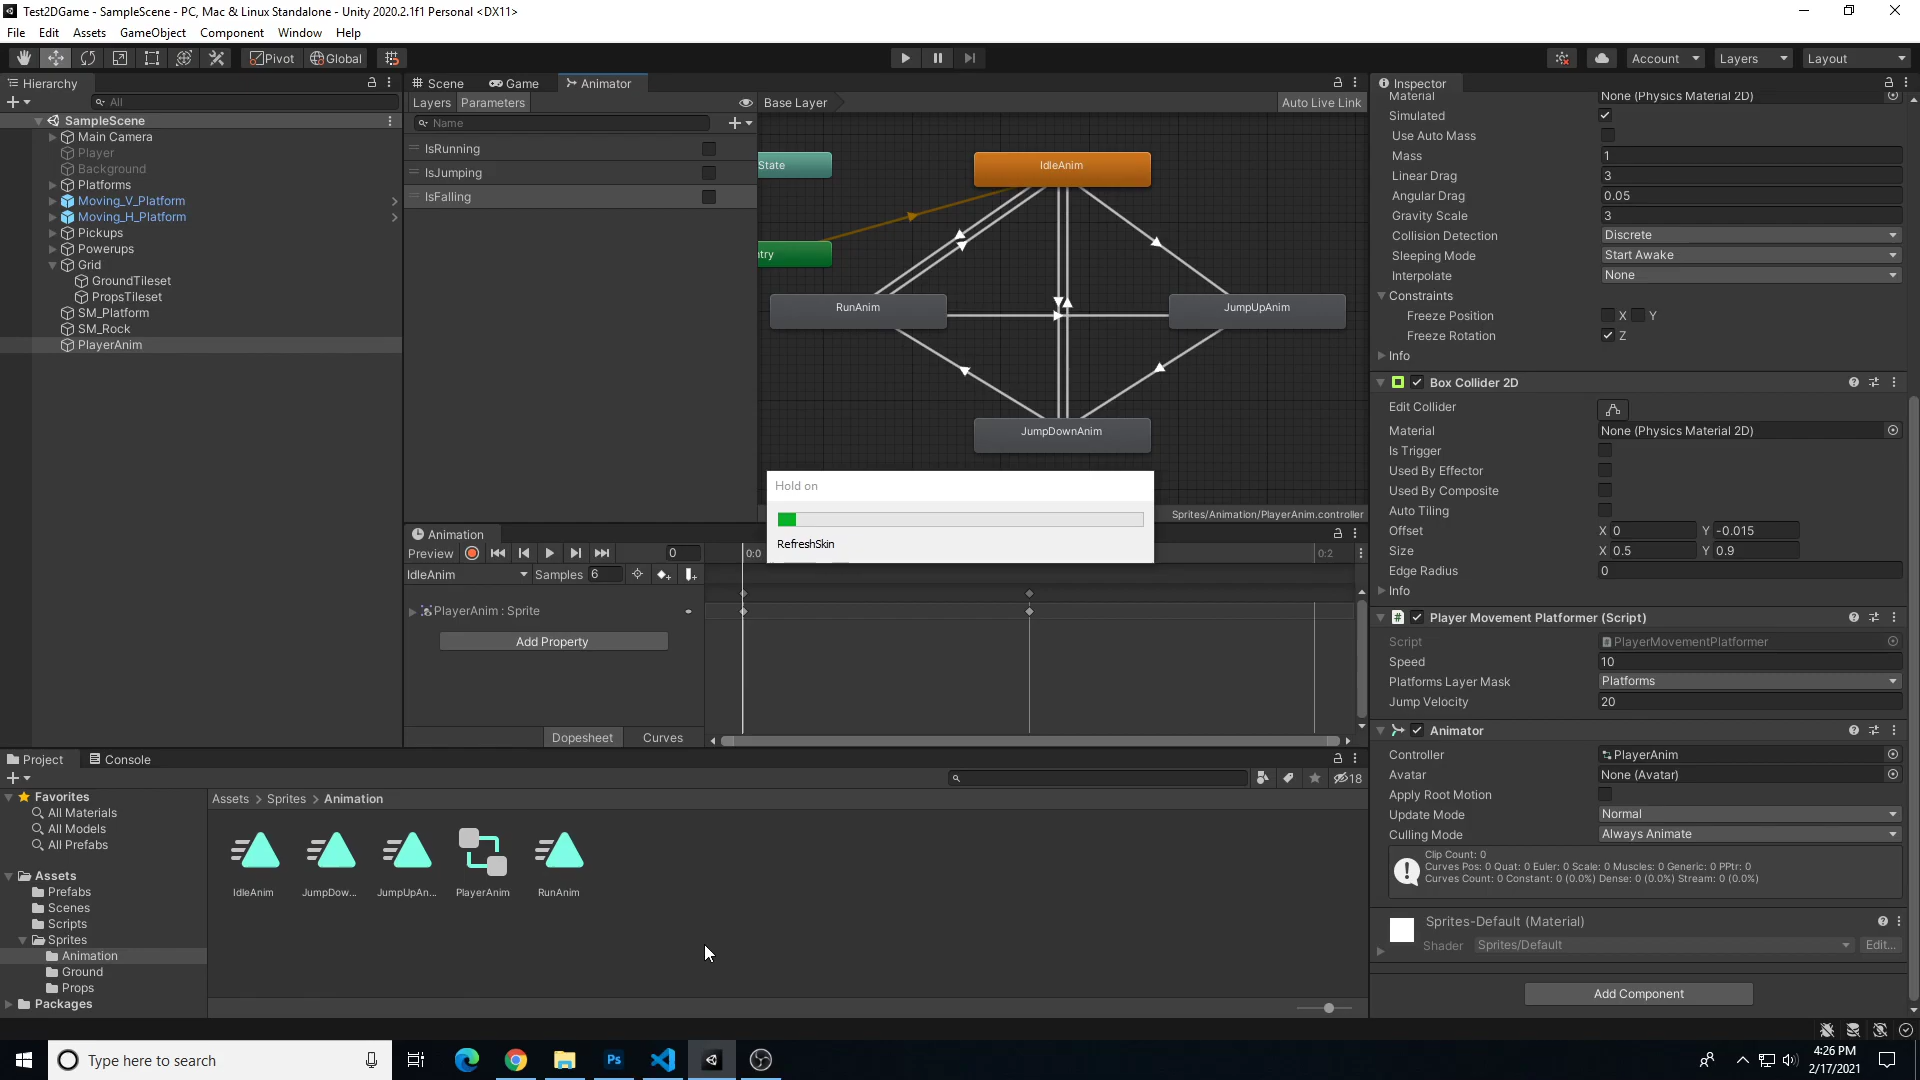 Test2DGame - SampleScene - PC, Mac & Linux Standalone - Unity 2020.2.1f1 Personal <DX11>
File Edit Assets GameObject Component Window Help
Pivot Global Account Layers Layout
Hierarchy
All
SampleScene
Main Camera
Player
Background
Platforms
Moving_V_Platform
Moving_H_Platform
Pickups
Powerups
Grid
GroundTileset
PropsTileset
SM_Platform
SM_Rock
PlayerAnim
Scene Game Animator
Layers Parameters Base Layer Auto Live Link
Name
IsRunning
IsJumping
IsFalling
State
ntry
IdleAnim
RunAnim
JumpUpAnim
JumpDownAnim
Sprites/Animation/PlayerAnim.controller
Hold on
RefreshSkin
Animation
Preview 0 0:0 0:2
IdleAnim Samples 6
PlayerAnim : Sprite
Add Property
Dopesheet Curves
Project Console
18
Favorites
All Materials
All Models
All Prefabs
Assets
Prefabs
Scenes
Scripts
Sprites
Animation
Ground
Props
Packages
Assets > Sprites > Animation
IdleAnim JumpDow... JumpUpAn... PlayerAnim RunAnim
Inspector
Material None (Physics Material 2D)
Simulated
Use Auto Mass
Mass 1
Linear Drag 3
Angular Drag 0.05
Gravity Scale 3
Collision Detection Discrete
Sleeping Mode Start Awake
Interpolate None
Constraints
Freeze Position X Y
Freeze Rotation Z
Info
Box Collider 2D
Edit Collider
Material None (Physics Material 2D)
Is Trigger
Used By Effector
Used By Composite
Auto Tiling
Offset X 0 Y -0.015
Size X 0.5 Y 0.9
Edge Radius 0
Info
Player Movement Platformer (Script)
Script PlayerMovementPlatformer
Speed 10
Platforms Layer Mask Platforms
Jump Velocity 20
Animator
Controller PlayerAnim
Avatar None (Avatar)
Apply Root Motion
Update Mode Normal
Culling Mode Always Animate
Clip Count: 0
Curves Pos: 0 Quat: 0 Euler: 0 Scale: 0 Muscles: 0 Generic: 0 PPtr: 0
Curves Count: 0 Constant: 0 (0.0%) Dense: 0 (0.0%) Stream: 0 (0.0%)
Sprites-Default (Material)
Shader Sprites/Default Edit...
Add Component
Type here to search
Ps
4:26 PM
2/17/2021